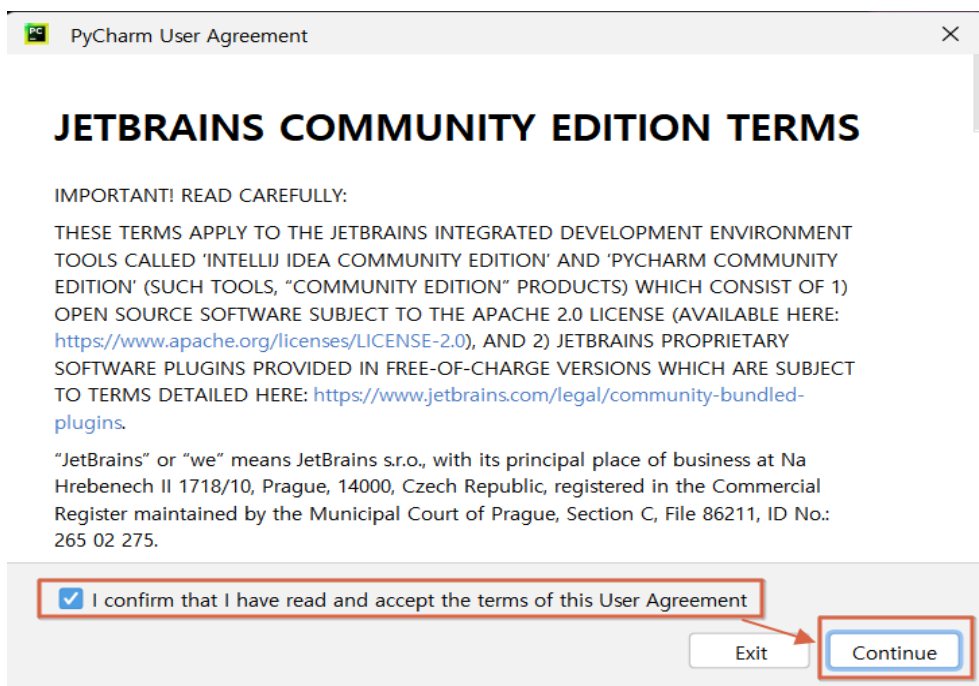 PyCharm User Agreement
JETBRAINS COMMUNITY EDITION TERMS
IMPORTANT! READ CAREFULLY:
THESE TERMS APPLY TO THE JETBRAINS INTEGRATED DEVELOPMENT ENVIRONMENT
TOOLS CALLED ‘INTELLIJ IDEA COMMUNITY EDITION’ AND ‘PYCHARM COMMUNITY
EDITION’ (SUCH TOOLS, “COMMUNITY EDITION” PRODUCTS) WHICH CONSIST OF 1)
OPEN SOURCE SOFTWARE SUBJECT TO THE APACHE 2.0 LICENSE (AVAILABLE HERE:
https://www.apache.org/licenses/LICENSE-2.0), AND 2) JETBRAINS PROPRIETARY
SOFTWARE PLUGINS PROVIDED IN FREE-OF-CHARGE VERSIONS WHICH ARE SUBJECT
TO TERMS DETAILED HERE: https://www.jetbrains.com/legal/community-bundled-
plugins.
“JetBrains” or “we” means JetBrains s.r.o., with its principal place of business at Na
Hrebenech II 1718/10, Prague, 14000, Czech Republic, registered in the Commercial
Register maintained by the Municipal Court of Prague, Section C, File 86211, ID No.:
265 02 275.
I confirm that I have read and accept the terms of this User Agreement
Exit
Continue